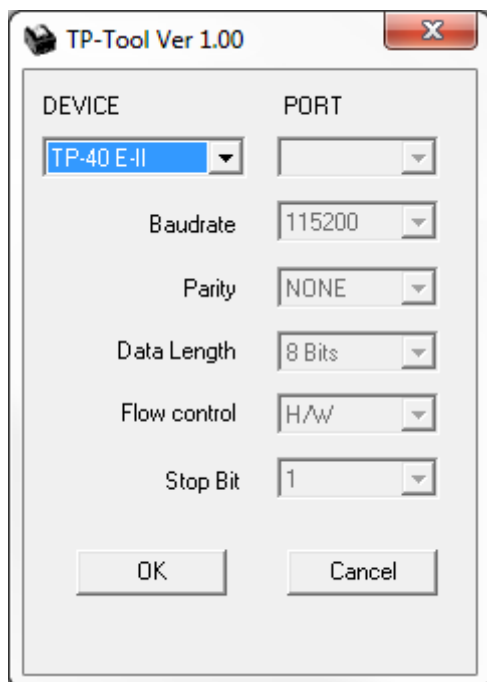 TP-Tool Ver 1.00
DEVICE PORT
TP-40 E-II
Baudrate 115200
Parity NONE
Data Length 8 Bits
Flow control H/W
Stop Bit 1
OK Cancel